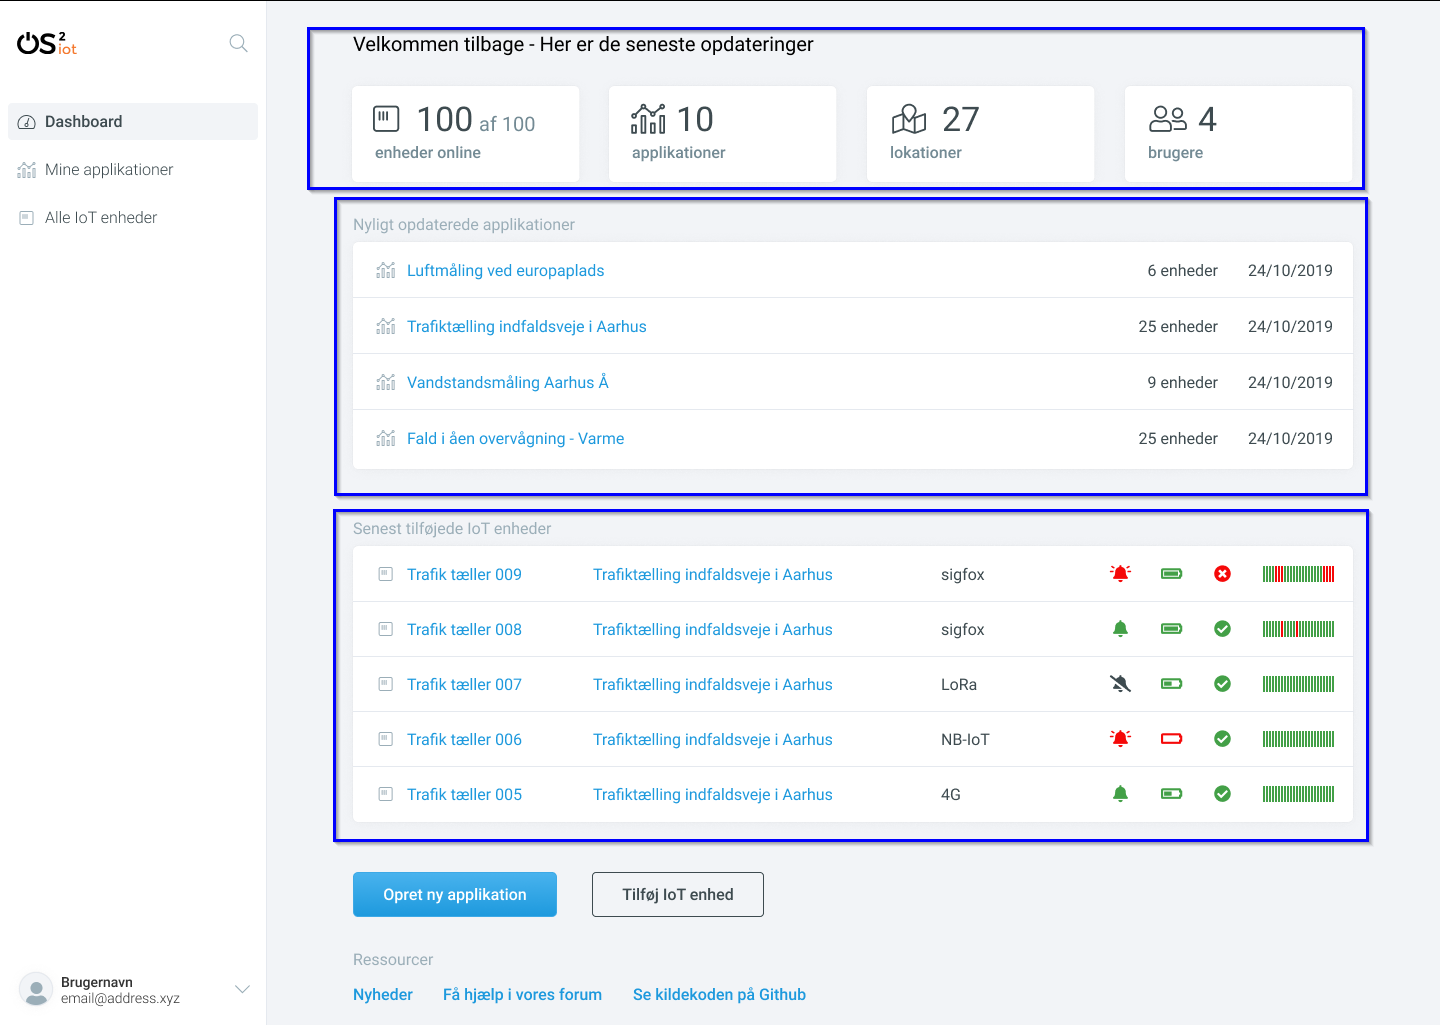 OS2 iot
Dashboard
Mine applikationer
Alle IoT enheder
Brugernavn
email@address.xyz
Velkommen tilbage - Her er de seneste opdateringer
100 af 100
enheder online
10
applikationer
27
lokationer
4
brugere
Nyligt opdaterede applikationer
Luftmåling ved europaplads 6 enheder 24/10/2019
Trafiktælling indfaldsveje i Aarhus 25 enheder 24/10/2019
Vandstandsmåling Aarhus Å 9 enheder 24/10/2019
Fald i åen overvågning - Varme 25 enheder 24/10/2019
Senest tilføjede IoT enheder
Trafik tæller 009 Trafiktælling indfaldsveje i Aarhus sigfox
Trafik tæller 008 Trafiktælling indfaldsveje i Aarhus sigfox
Trafik tæller 007 Trafiktælling indfaldsveje i Aarhus LoRa
Trafik tæller 006 Trafiktælling indfaldsveje i Aarhus NB-IoT
Trafik tæller 005 Trafiktælling indfaldsveje i Aarhus 4G
Opret ny applikation Tilføj IoT enhed
Ressourcer
Nyheder Få hjælp i vores forum Se kildekoden på Github